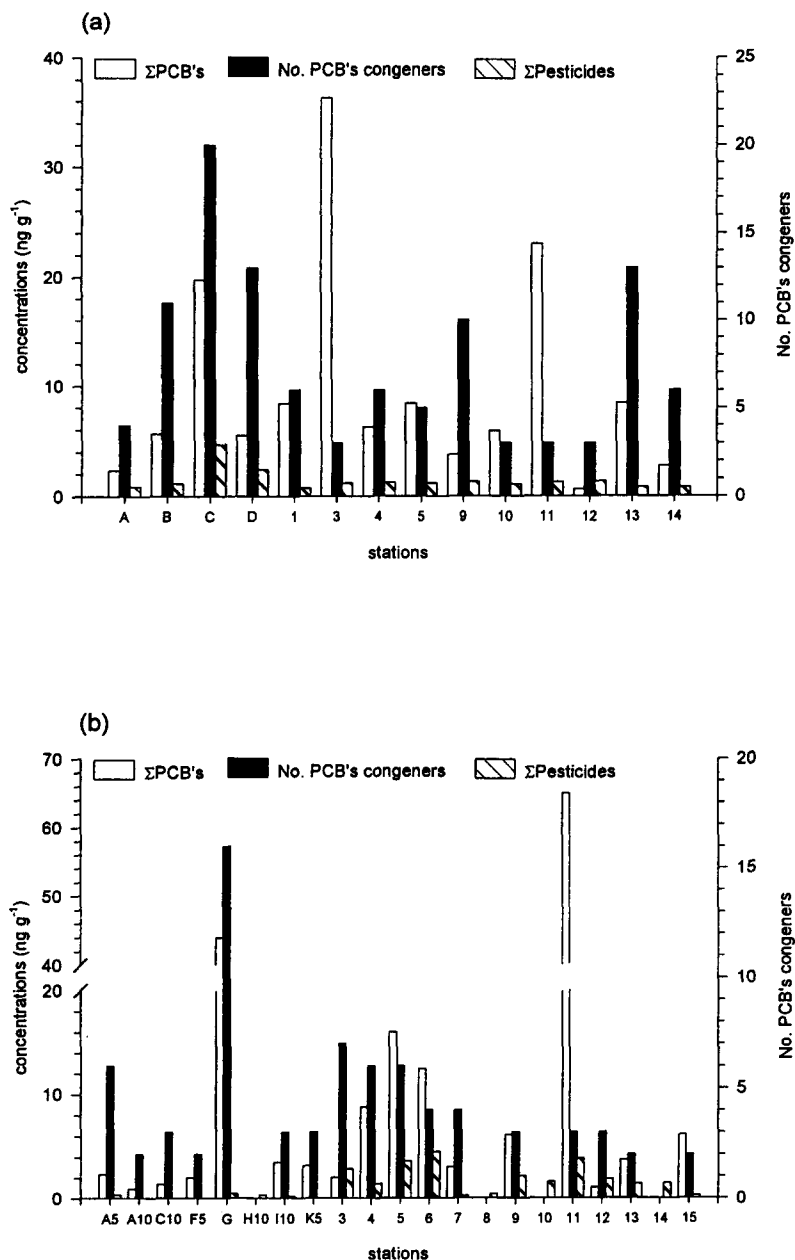 (a)
ΣPCB's No. PCB's congeners ΣPesticides
40
30
20
10
0
concentrations (ng g⁻¹)
25
20
15
10
5
0
No. PCB's congeners
A B C D 1 3 4 5 9 10 11 12 13 14
stations
(b)
ΣPCB's No. PCB's congeners ΣPesticides
70
60
50
40
20
10
0
concentrations (ng g⁻¹)
20
15
10
5
0
No. PCB's congeners
A5 A10 C10 F5 G H10 I10 K5 3 4 5 6 7 8 9 10 11 12 13 14 15
stations